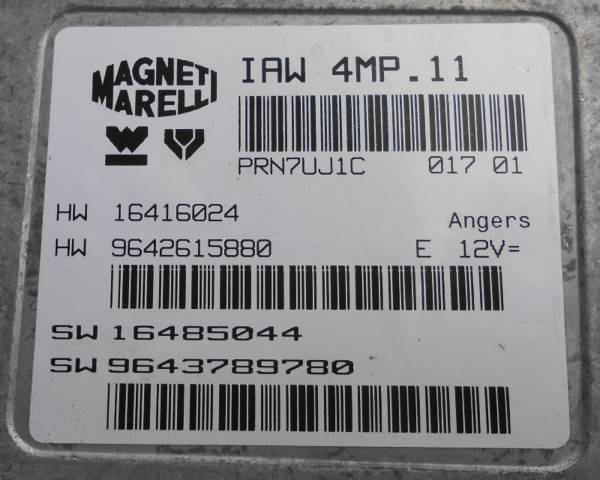 MAGNETI
MARELLI
IAW 4MP.11
PRN7UJ1C 017 01
HW 16416024
Angers
HW 9642615880 E 12V=
SW 16485044
SW 9643789780